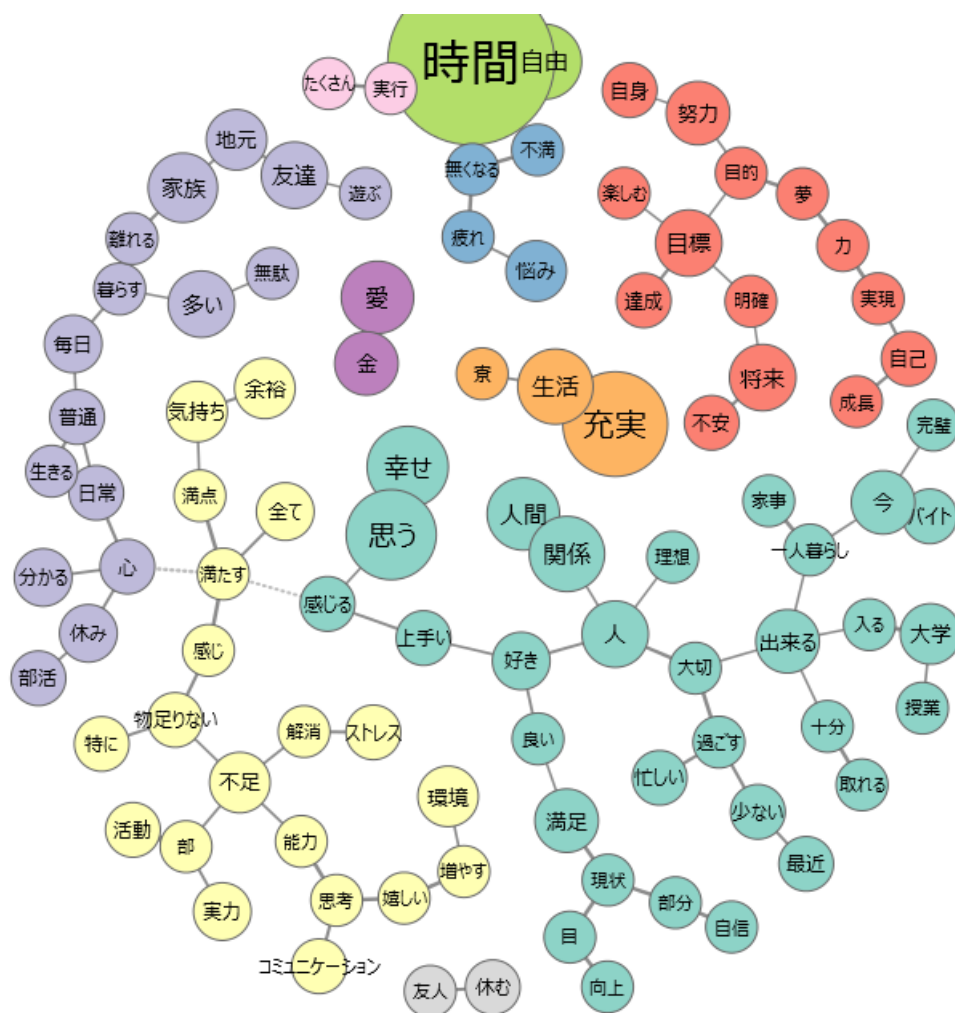 時間
自由
たくさん
実行
無くなる
不満
疲れ
悩み
自身
努力
目的
楽しむ
夢
目標
力
達成
明確
実現
将来
自己
不安
成長
地元
家族
友達
遊ぶ
離れる
暮らす
多い
無駄
毎日
普通
生きる
日常
心
分かる
休み
部活
愛
金
寮
生活
充実
余裕
気持ち
満点
全て
満たす
感じ
物足りない
特に
解消
ストレス
不足
活動
部
能力
環境
増やす
思考
嬉しい
実力
コミュニケーション
幸せ
思う
感じる
上手い
人間
関係
理想
人
好き
大切
良い
過ごす
忙しい
少ない
最近
満足
現状
部分
自信
目
向上
完璧
今
バイト
家事
一人暮らし
出来る
入る
大学
授業
十分
取れる
友人
休む